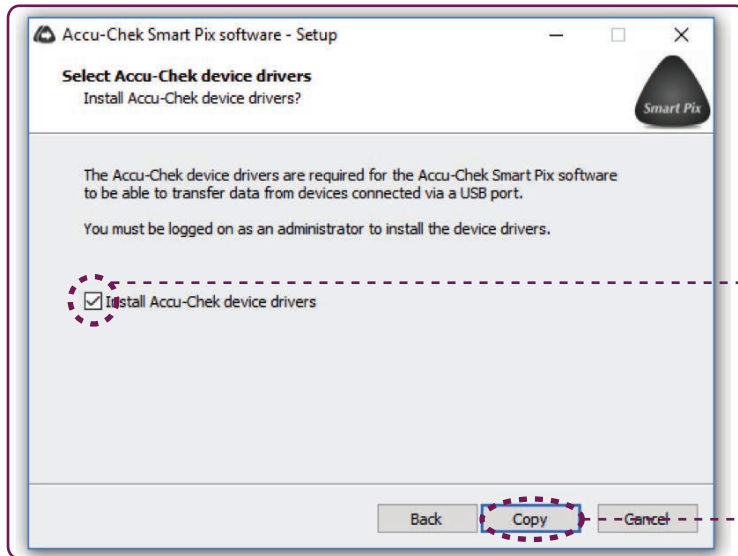 Accu-Chek Smart Pix software - Setup
Select Accu-Chek device drivers
Install Accu-Chek device drivers?
Smart Pix
The Accu-Chek device drivers are required for the Accu-Chek Smart Pix software
to be able to transfer data from devices connected via a USB port.
You must be logged on as an administrator to install the device drivers.
Install Accu-Chek device drivers
Back Copy Cancel